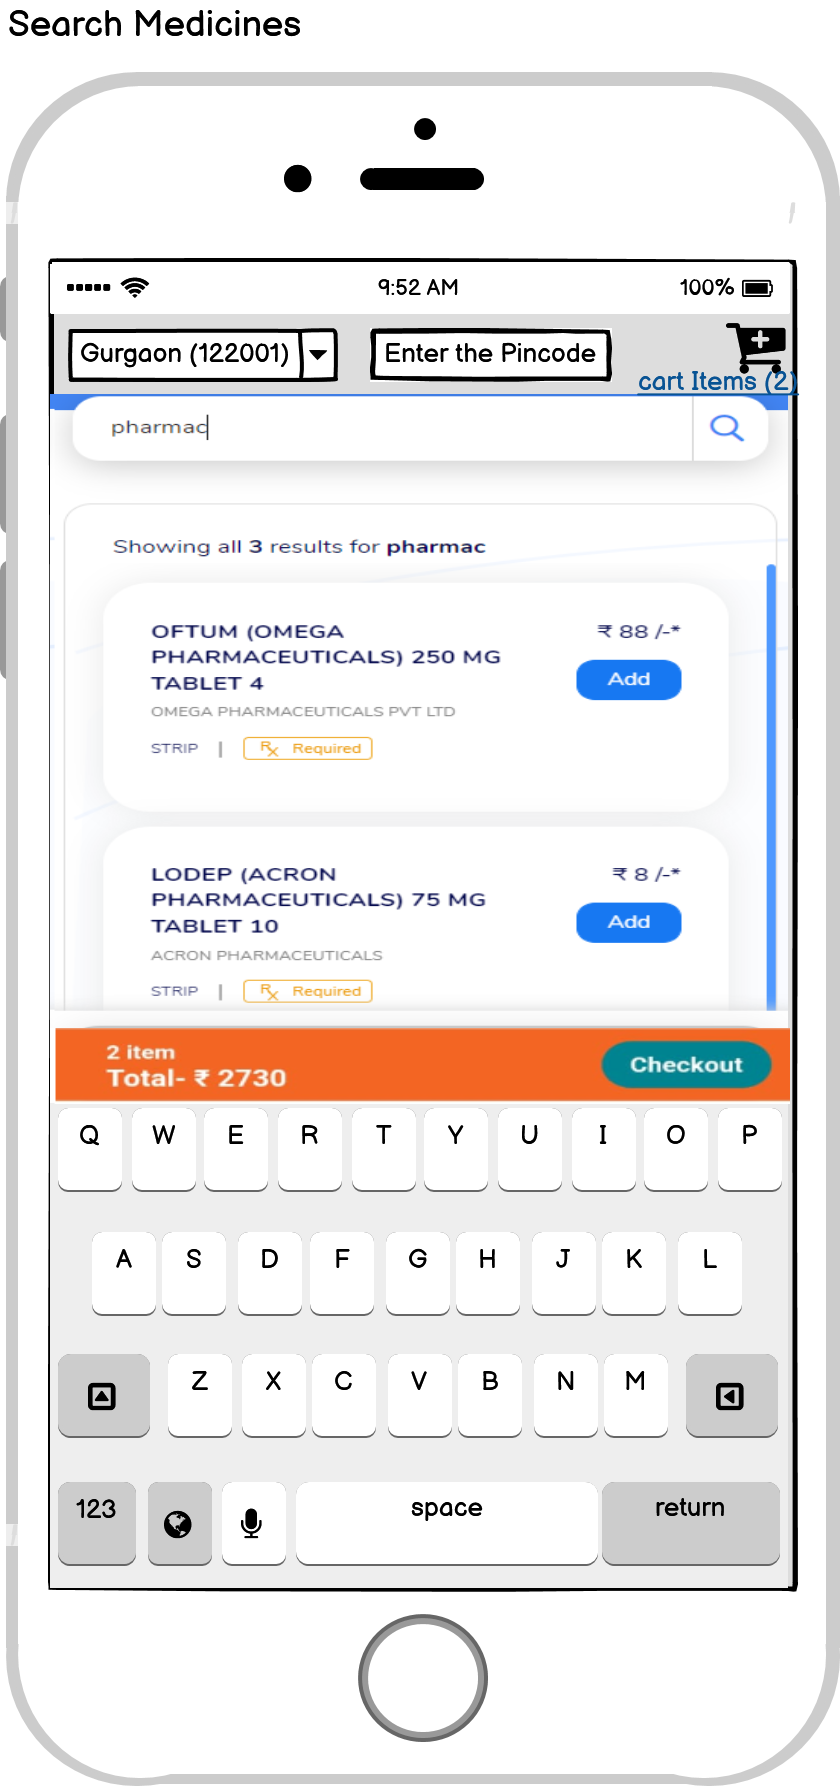 Search Medicines
9:52 AM
100%
Gurgaon (122001)
Enter the Pincode
cart Items (2)
pharmac
Showing all 3 results for pharmac
OFTUM (OMEGA
PHARMACEUTICALS) 250 MG
TABLET 4
₹ 88 /-*
Add
OMEGA PHARMACEUTICALS PVT LTD
STRIP | Rx Required
LODEP (ACRON
PHARMACEUTICALS) 75 MG
TABLET 10
₹ 8 /-*
Add
ACRON PHARMACEUTICALS
STRIP | Rx Required
2 item
Total- ₹ 2730
Checkout
Q W E R T Y U I O P
A S D F G H J K L
Z X C V B N M
123 space return